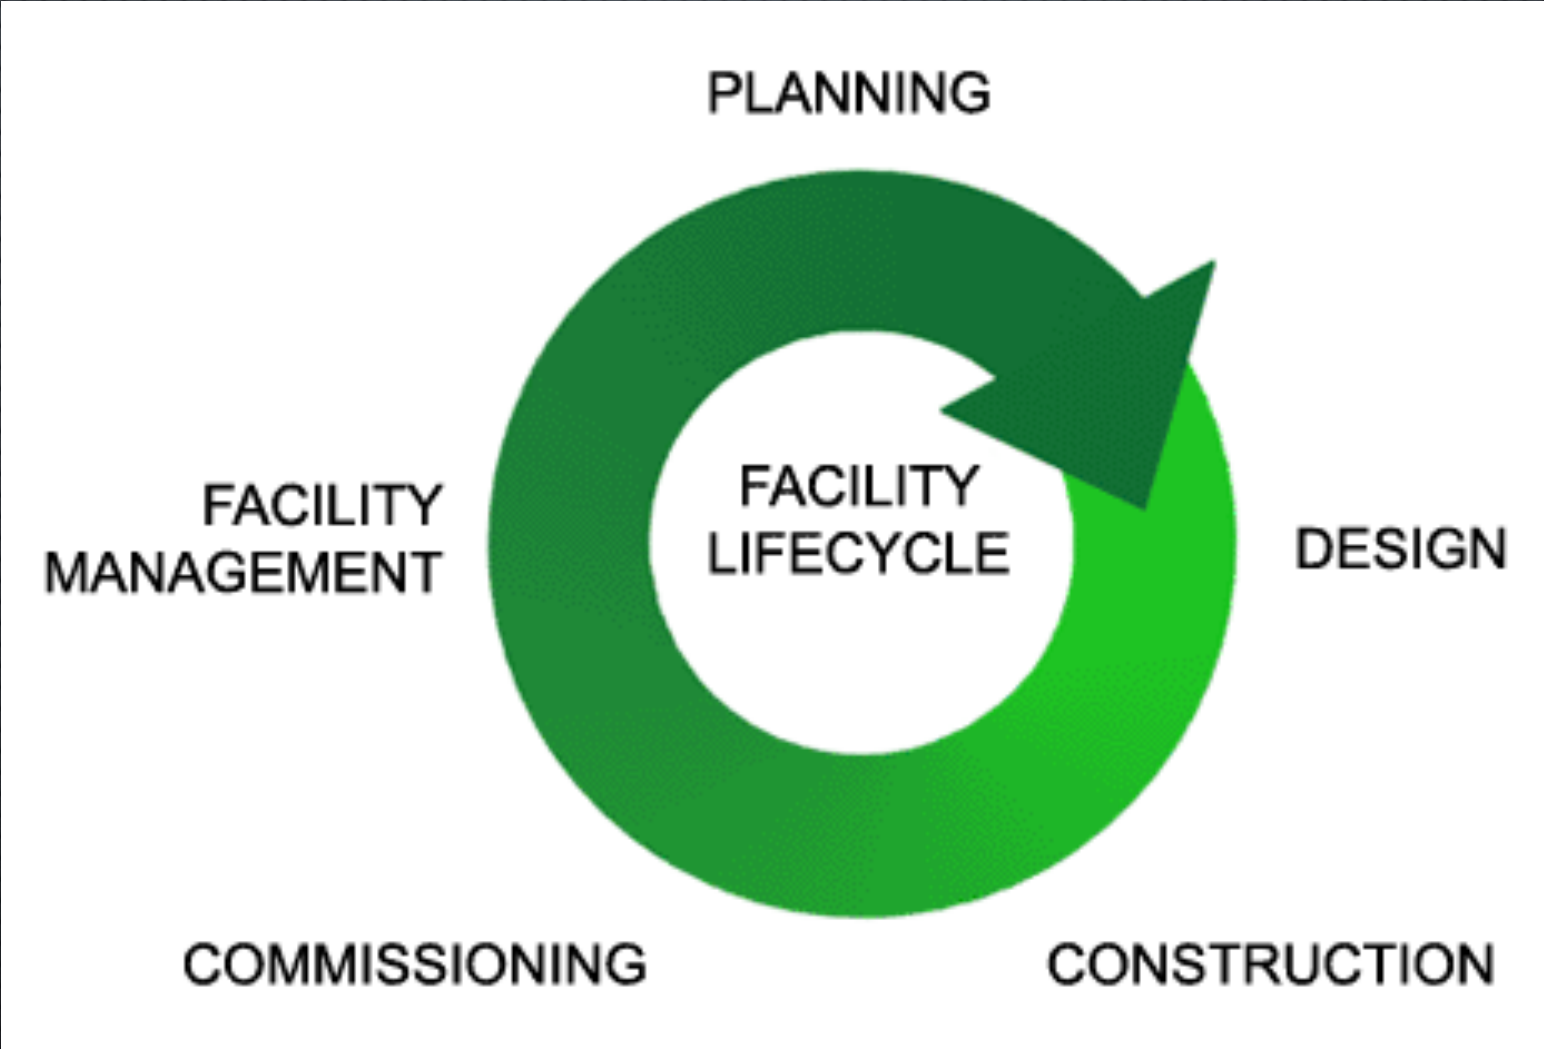 PLANNING
FACILITY
LIFECYCLE
DESIGN
FACILITY
MANAGEMENT
COMMISSIONING
CONSTRUCTION